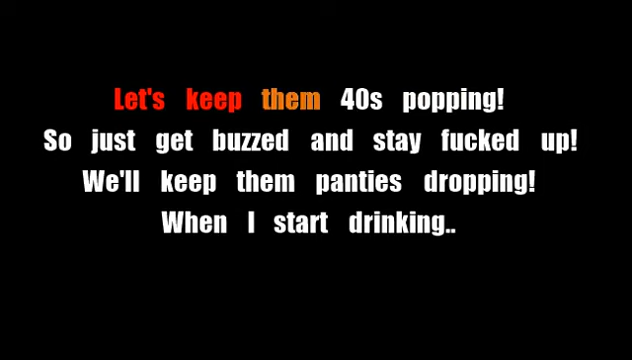 Let's keep them 40s popping!
So just get buzzed and stay fucked up!
We'll keep them panties dropping!
When I start drinking..